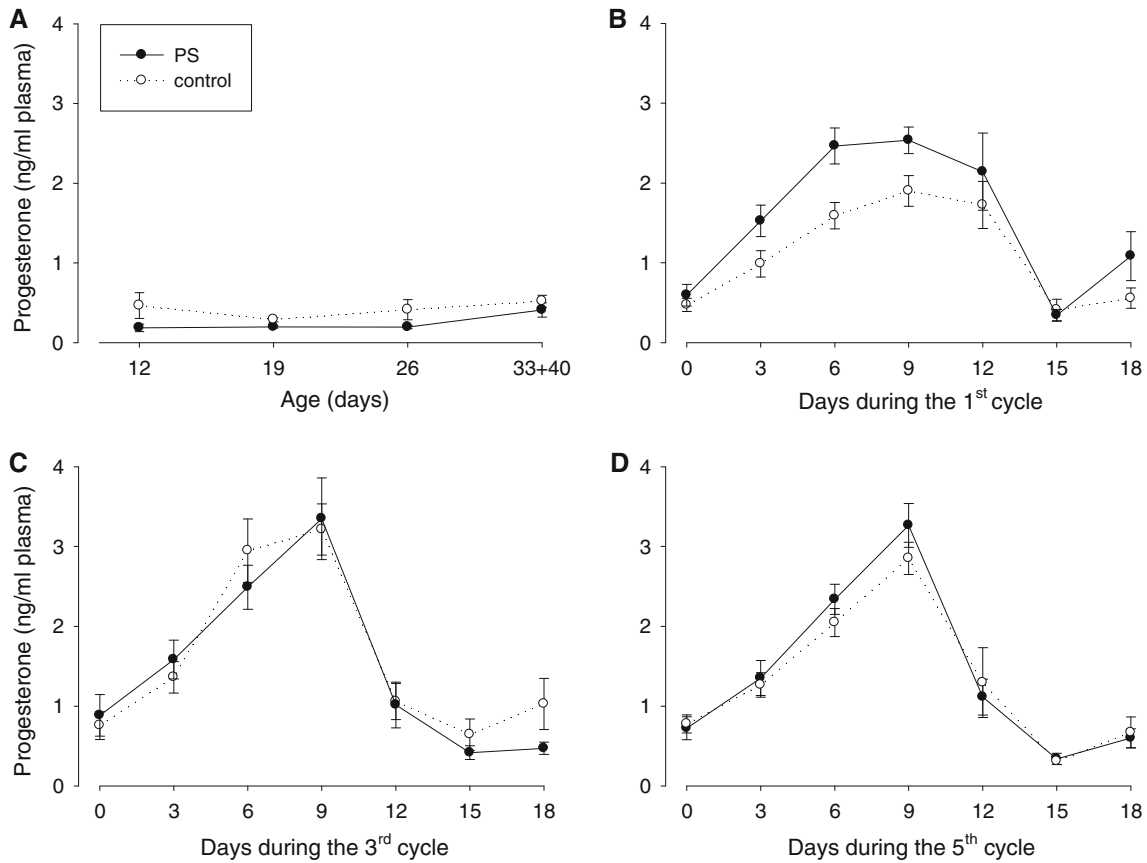 A
Progesterone (ng/ml plasma)
4
3
2
1
0
PS
control
12 19 26 33+40
Age (days)
B
4
3
2
1
0
0 3 6 9 12 15 18
Days during the 1st cycle
C
Progesterone (ng/ml plasma)
4
3
2
1
0
0 3 6 9 12 15 18
Days during the 3rd cycle
D
4
3
2
1
0
0 3 6 9 12 15 18
Days during the 5th cycle